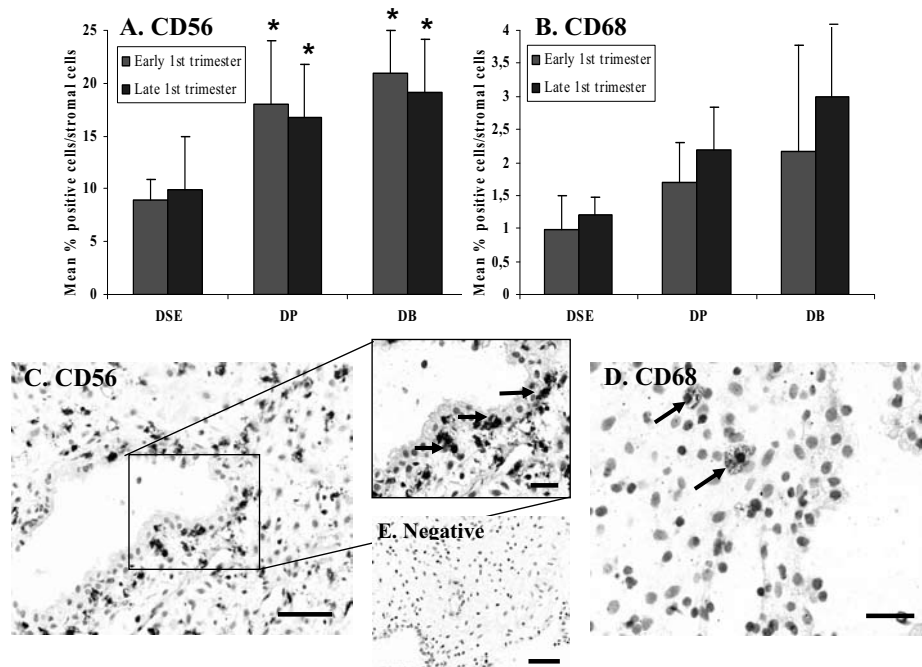 A. CD56
Mean % positive cells/stromal cells
25
20
15
10
5
0
Early 1st trimester
Late 1st trimester
* * * *
DSE DP DB
B. CD68
Mean % positive cells/stromal cells
4
3,5
3
2,5
2
1,5
1
0,5
0
Early 1st trimester
Late 1st trimester
DSE DP DB
C. CD56
D. CD68
E. Negative